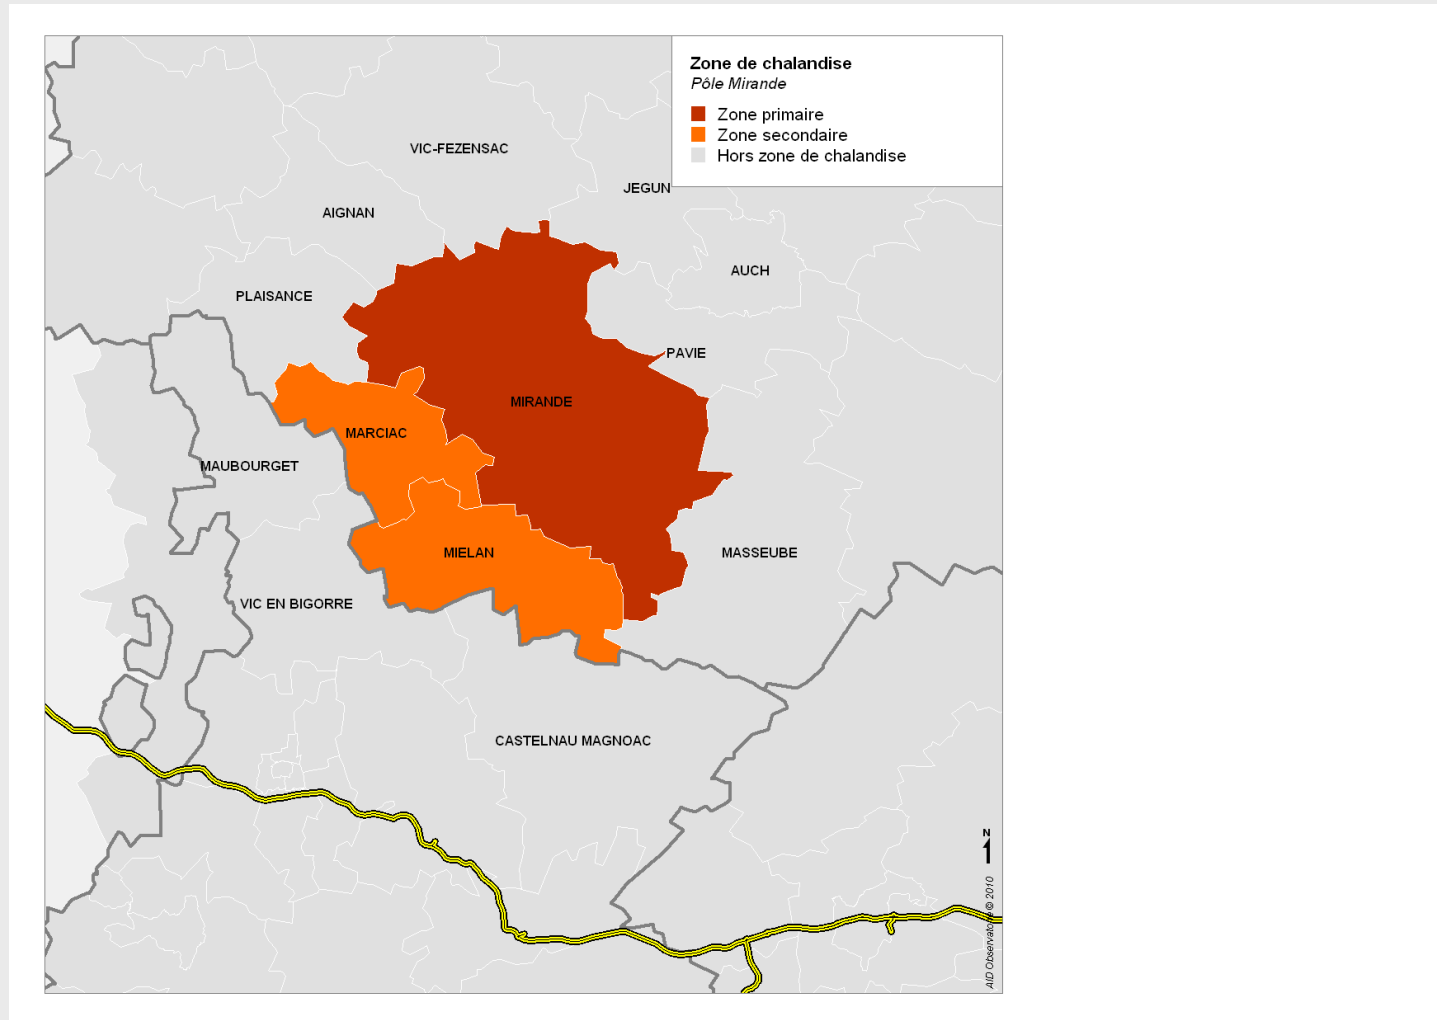 Zone de chalandise
Pôle Mirande
Zone primaire
Zone secondaire
Hors zone de chalandise
VIC-FEZENSAC
JEGUN
AIGNAN
AUCH
PLAISANCE
PAVIE
MIRANDE
MARCIAC
MAUBOURGET
MIELAN
MASSEUBE
VIC EN BIGORRE
CASTELNAU MAGNOAC
N
AID Observatoire © 2010